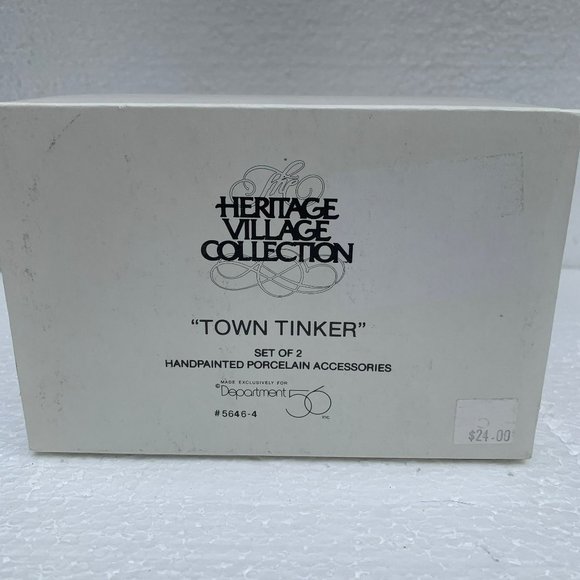 The
HERITAGE
VILLAGE
COLLECTION
"TOWN TINKER"
SET OF 2
HANDPAINTED PORCELAIN ACCESSORIES
MADE EXCLUSIVELY FOR
©Department 56 INC.
#5646-4
$24.00